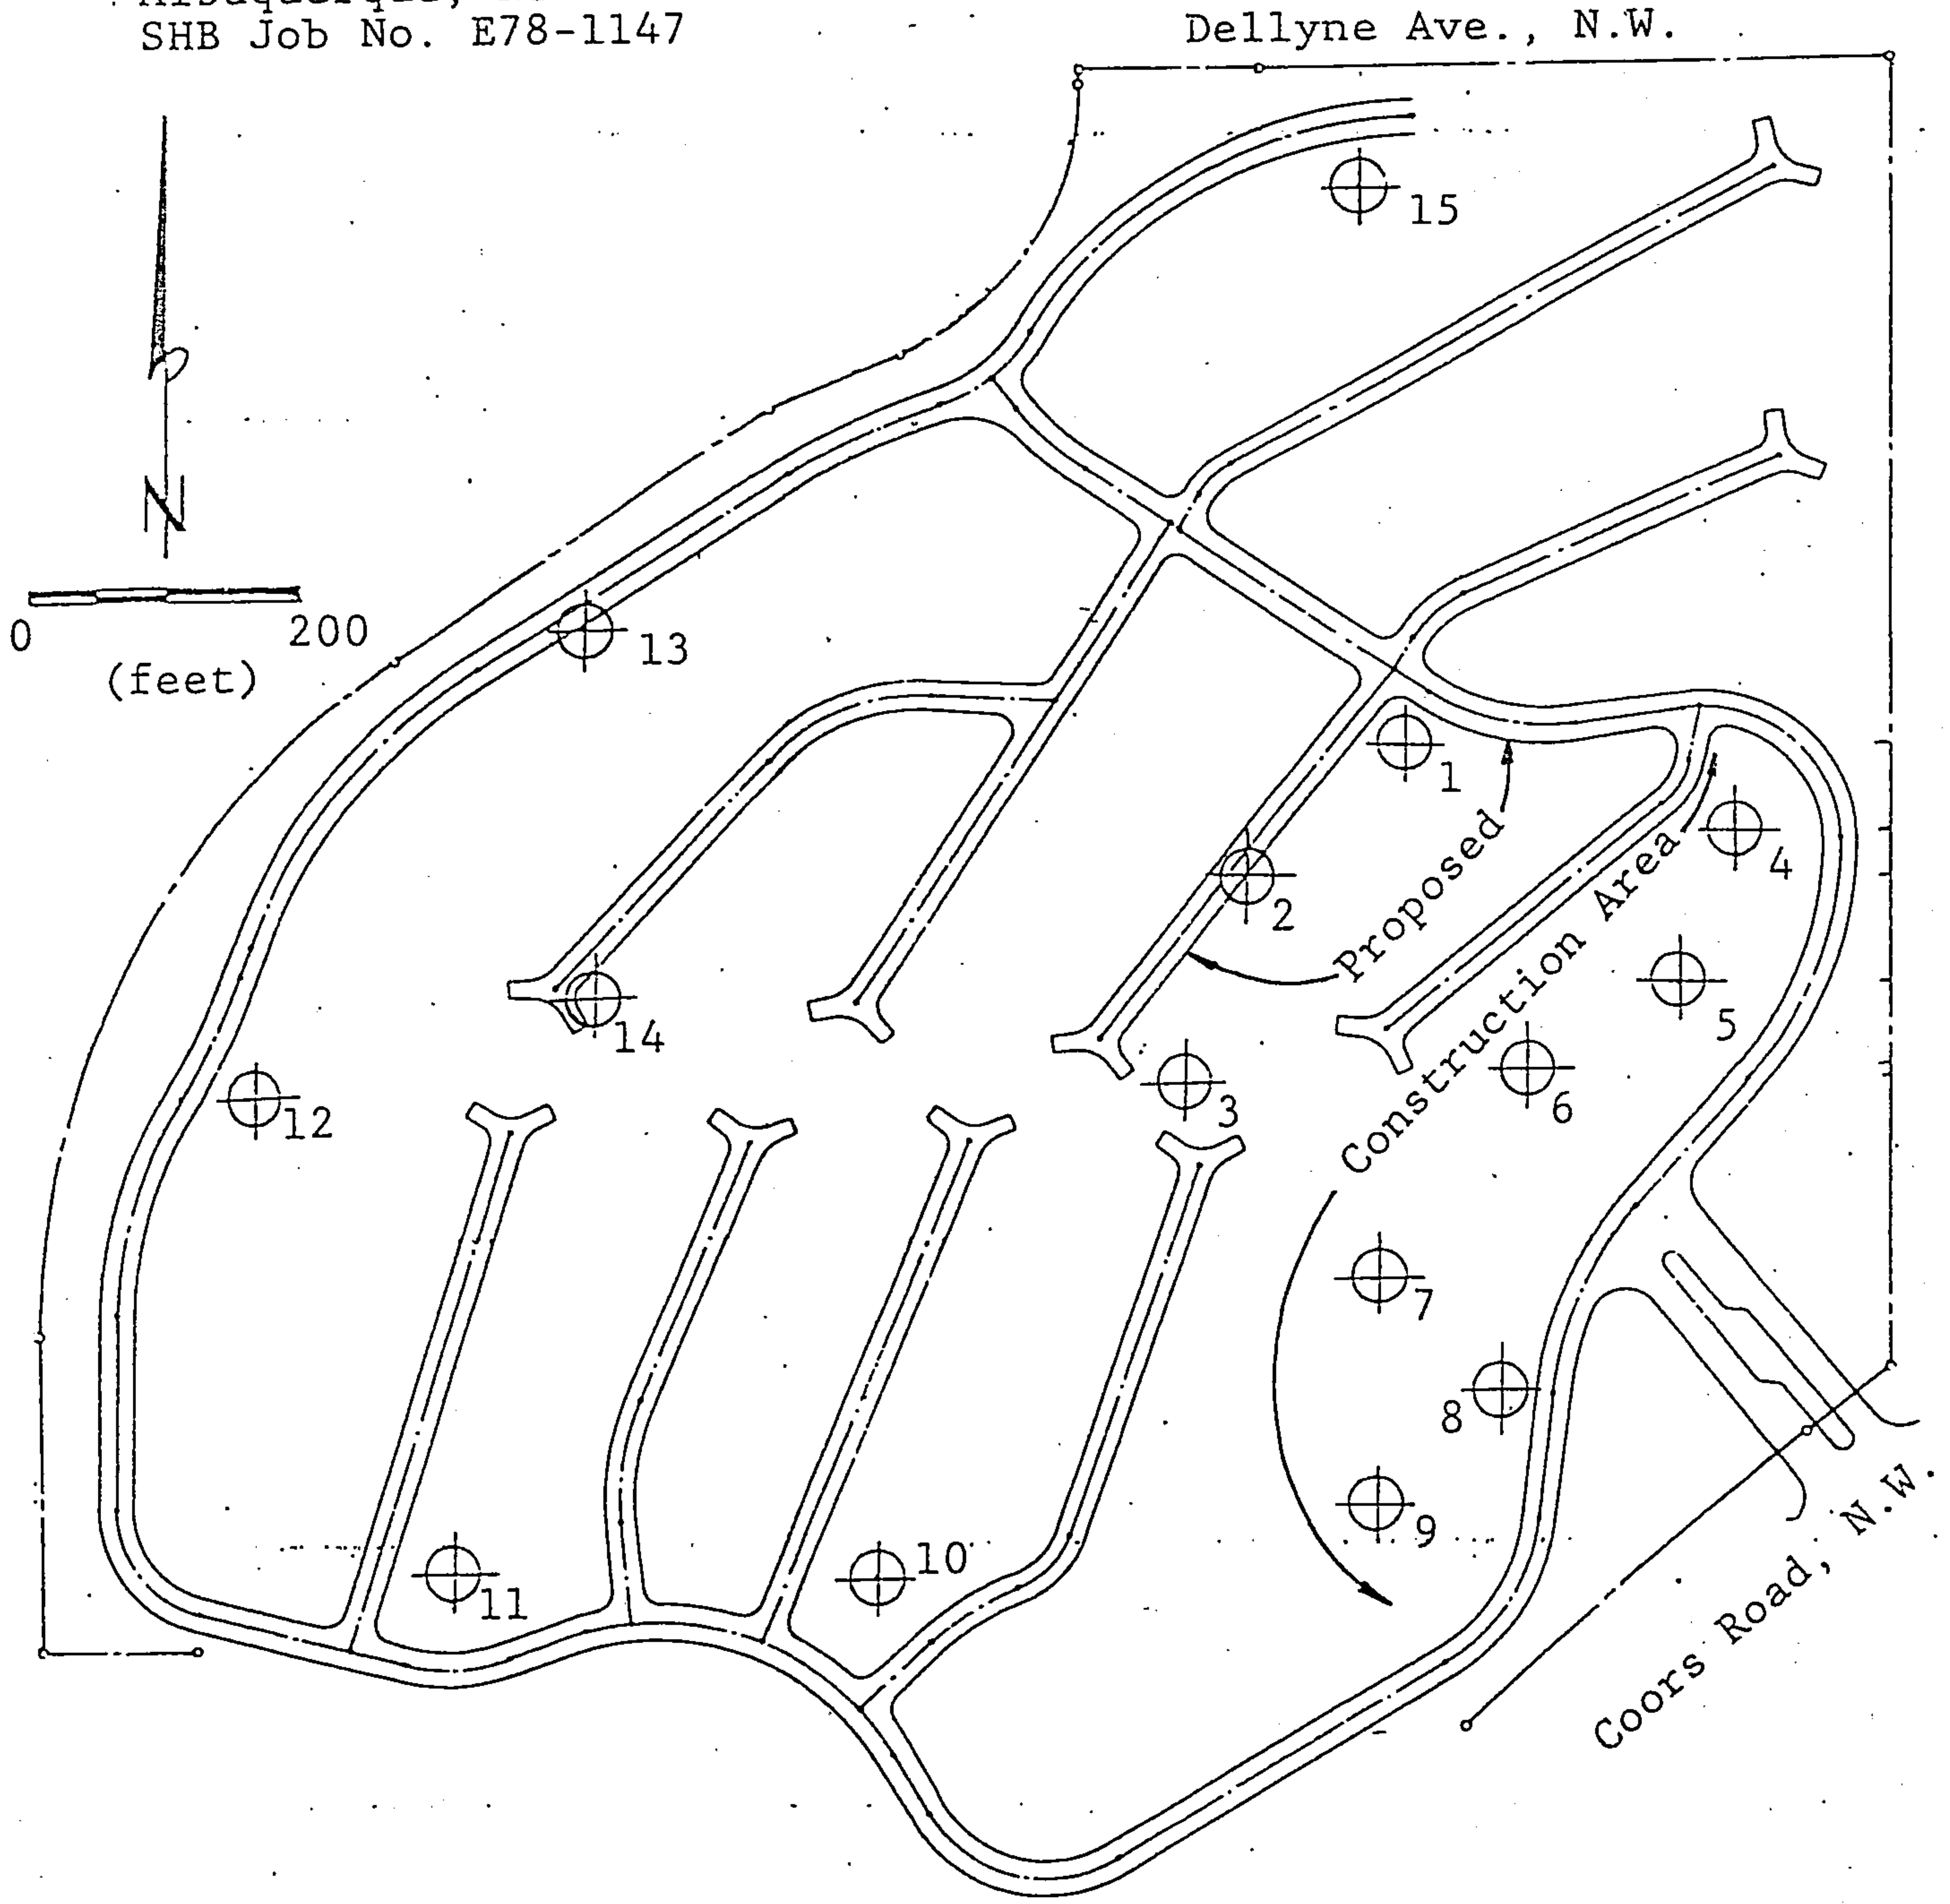 SHB Job No. E78-1147
Dellyne Ave., N.W.
15
N
0 200
(feet)
13
1
Proposed
4
2
Construction Area
5
14
6
3
12
7
8
9
10
11
Coors Road, N.W.